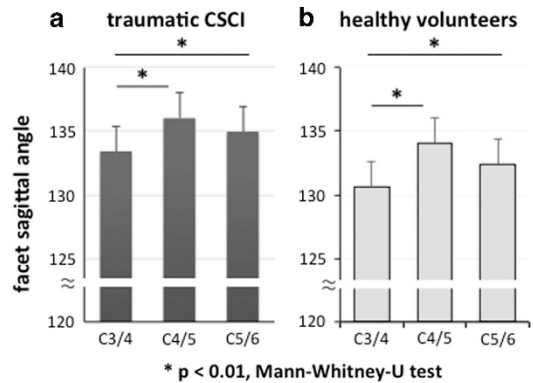 a traumatic CSCI
b healthy volunteers
facet sagittal angle
140
135
130
125
120
*
*
C3/4 C4/5 C5/6
140
135
130
125
120
*
*
C3/4 C4/5 C5/6
* p < 0.01, Mann-Whitney-U test